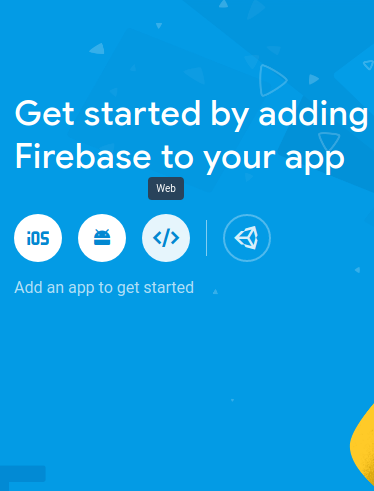 Get started by adding
Firebase to your app
Web
iOS
</>
Add an app to get started